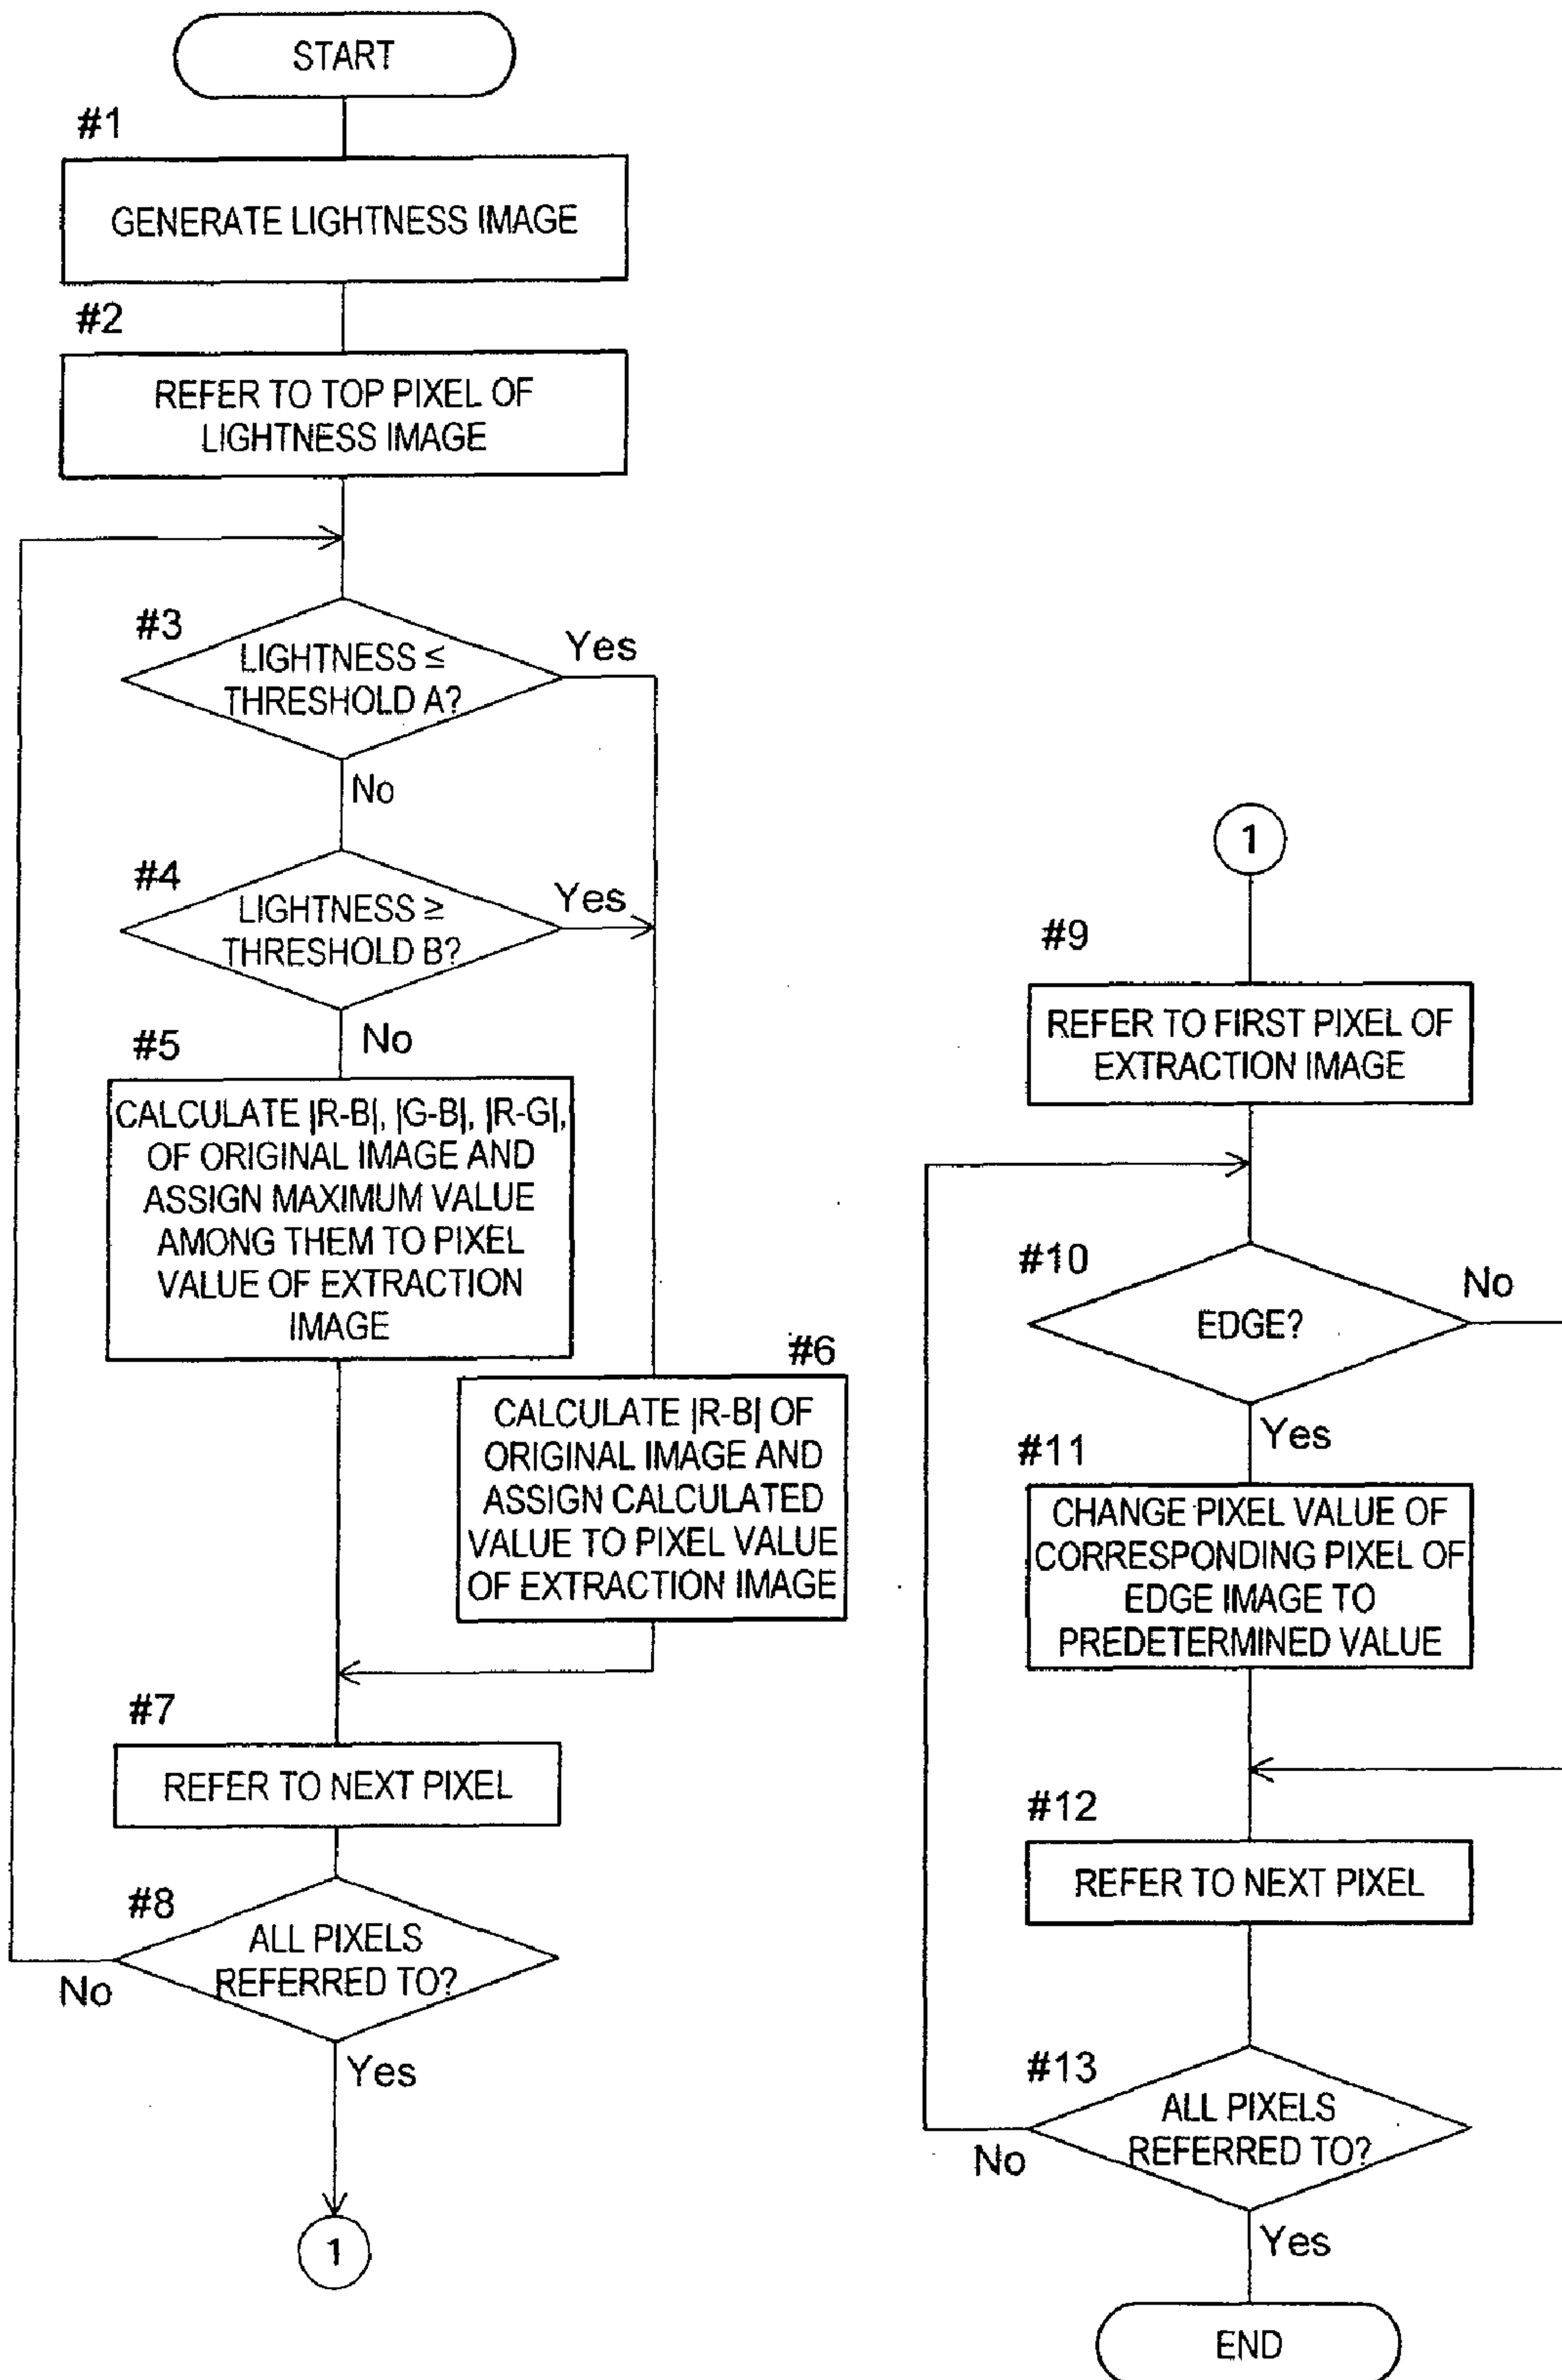 START
#1
GENERATE LIGHTNESS IMAGE
#2
REFER TO TOP PIXEL OF
LIGHTNESS IMAGE
#3
LIGHTNESS ≤
THRESHOLD A?
Yes
No
#4
LIGHTNESS ≥
THRESHOLD B?
Yes
No
#5
CALCULATE |R-B|, |G-B|, |R-G|,
OF ORIGINAL IMAGE AND
ASSIGN MAXIMUM VALUE
AMONG THEM TO PIXEL
VALUE OF EXTRACTION
IMAGE
#6
CALCULATE |R-B| OF
ORIGINAL IMAGE AND
ASSIGN CALCULATED
VALUE TO PIXEL VALUE
OF EXTRACTION IMAGE
#7
REFER TO NEXT PIXEL
#8
ALL PIXELS
REFERRED TO?
No
Yes
1
1
#9
REFER TO FIRST PIXEL OF
EXTRACTION IMAGE
#10
EDGE?
No
Yes
#11
CHANGE PIXEL VALUE OF
CORRESPONDING PIXEL OF
EDGE IMAGE TO
PREDETERMINED VALUE
#12
REFER TO NEXT PIXEL
#13
ALL PIXELS
REFERRED TO?
No
Yes
END